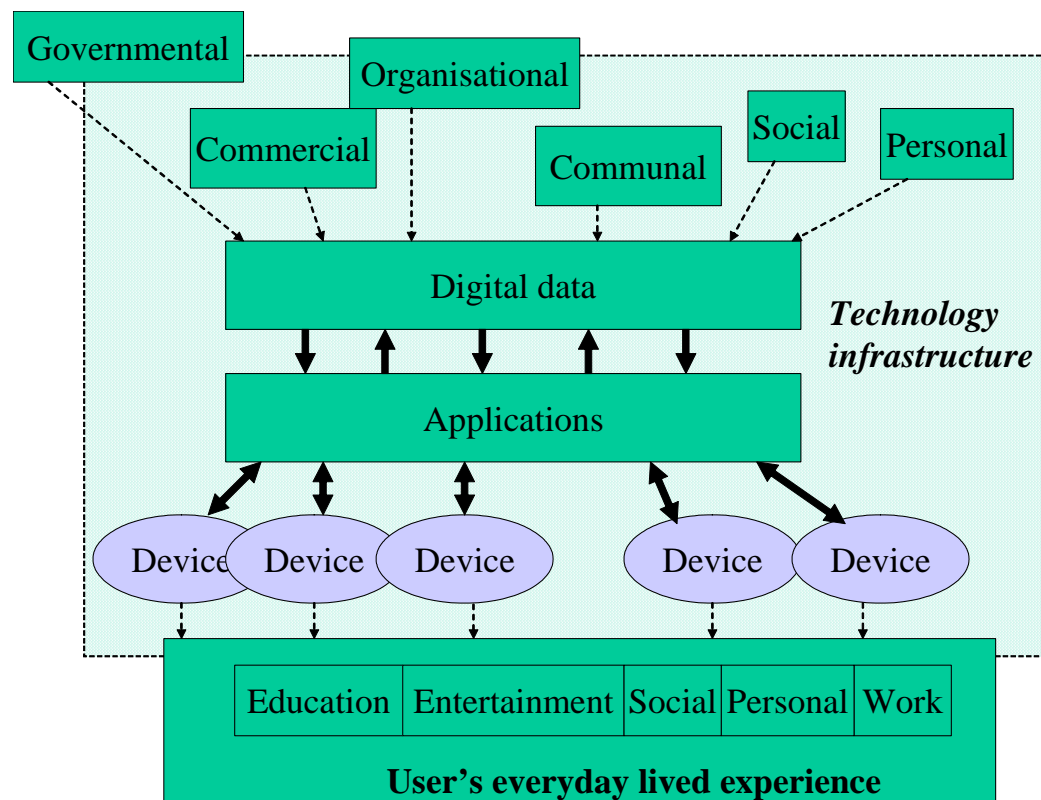 Governmental
Organisational
Commercial
Communal
Social
Personal
Digital data
Technology
infrastructure
Applications
Device
Device
Device
Device
Device
Education
Entertainment
Social
Personal
Work
User’s everyday lived experience